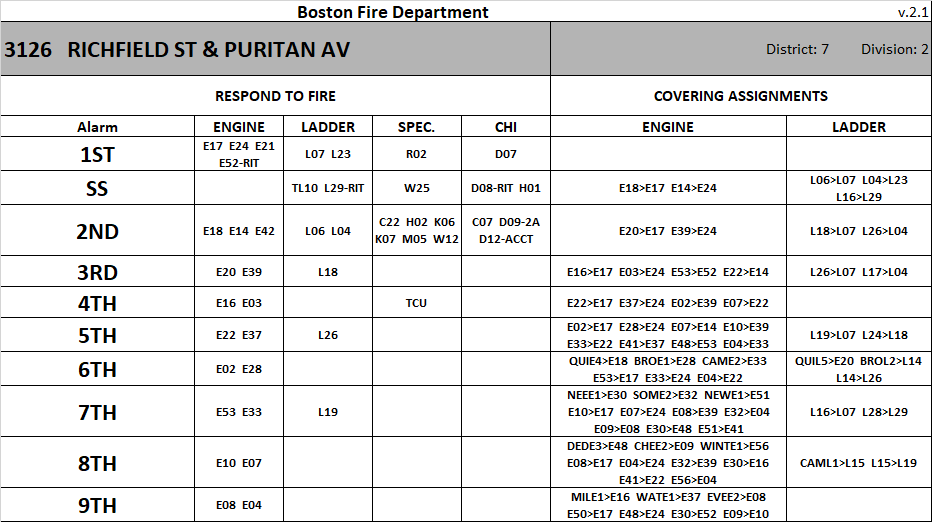 Boston Fire Department v.2.1
3126 RICHFIELD ST & PURITAN AV District: 7 Division: 2
RESPOND TO FIRE COVERING ASSIGNMENTS
Alarm ENGINE LADDER SPEC. CHI ENGINE LADDER
1ST
E17 E24 E21
E52-RIT
L07 L23
R02
D07
SS
TL10 L29-RIT
W25
D08-RIT H01
E18>E17 E14>E24
L06>L07 L04>L23
L16>L29
2ND
E18 E14 E42
L06 L04
C22 H02 K06
K07 M05 W12
C07 D09-2A
D12-ACCT
E20>E17 E39>E24
L18>L07 L26>L04
3RD
E20 E39
L18
E16>E17 E03>E24 E53>E52 E22>E14
L26>L07 L17>L04
4TH
E16 E03
TCU
E22>E17 E37>E24 E02>E39 E07>E22
5TH
E22 E37
L26
E02>E17 E28>E24 E07>E14 E10>E39
E33>E22 E41>E37 E48>E53 E04>E33
L19>L07 L24>L18
6TH
E02 E28
QUIE4>E18 BROE1>E28 CAME2>E33
E53>E17 E33>E24 E04>E22
QUIL5>E20 BROL2>L14
L14>L26
7TH
E53 E33
L19
NEEE1>E30 SOME2>E32 NEWE1>E51
E10>E17 E07>E24 E08>E39 E32>E04
E09>E08 E30>E48 E51>E41
L16>L07 L28>L29
8TH
E10 E07
DEDE3>E48 CHEE2>E09 WINTE1>E56
E08>E17 E04>E24 E32>E39 E30>E16
E41>E22 E56>E04
CAML1>L15 L15>L19
9TH
E08 E04
MILE1>E16 WATE1>E37 EVEE2>E08
E50>E17 E48>E24 E30>E52 E09>E10